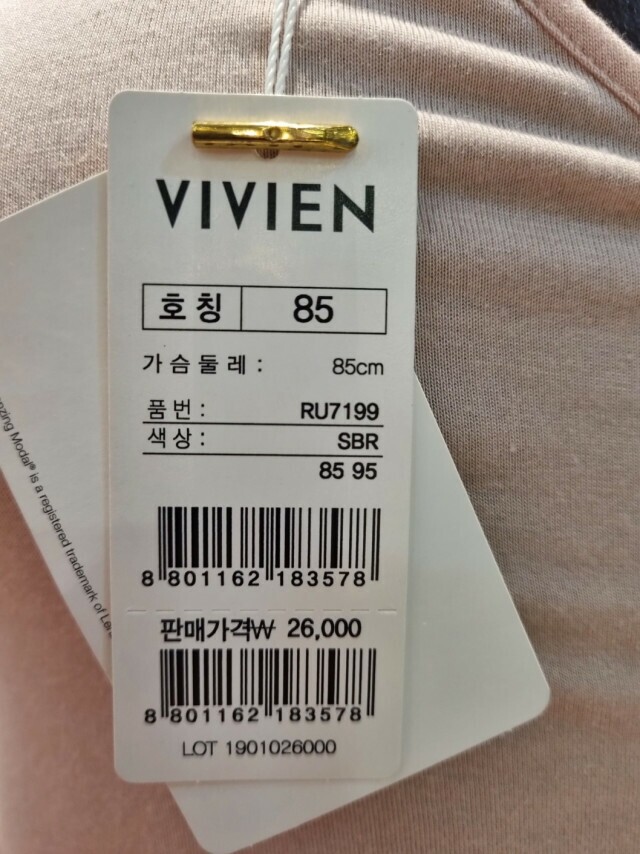 VIVIEN
호칭 85
가슴둘레 : 85cm
품번 : RU7199
색상 : SBR
85 95
8 801162 183578
판매가격₩ 26,000
8 801162 183578
LOT 1901026000
Modal® is a registered trademark of